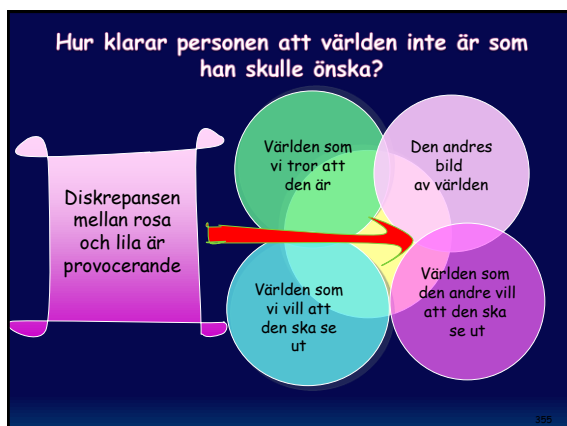 Hur klarar personen att världen inte är som
han skulle önska?
Världen som
vi tror att
den är
Den andres
bild
av världen
Diskrepansen
mellan rosa
och lila är
provocerande
Världen som
vi vill att
den ska se
ut
Världen som
den andre vill
att den ska
se ut
355